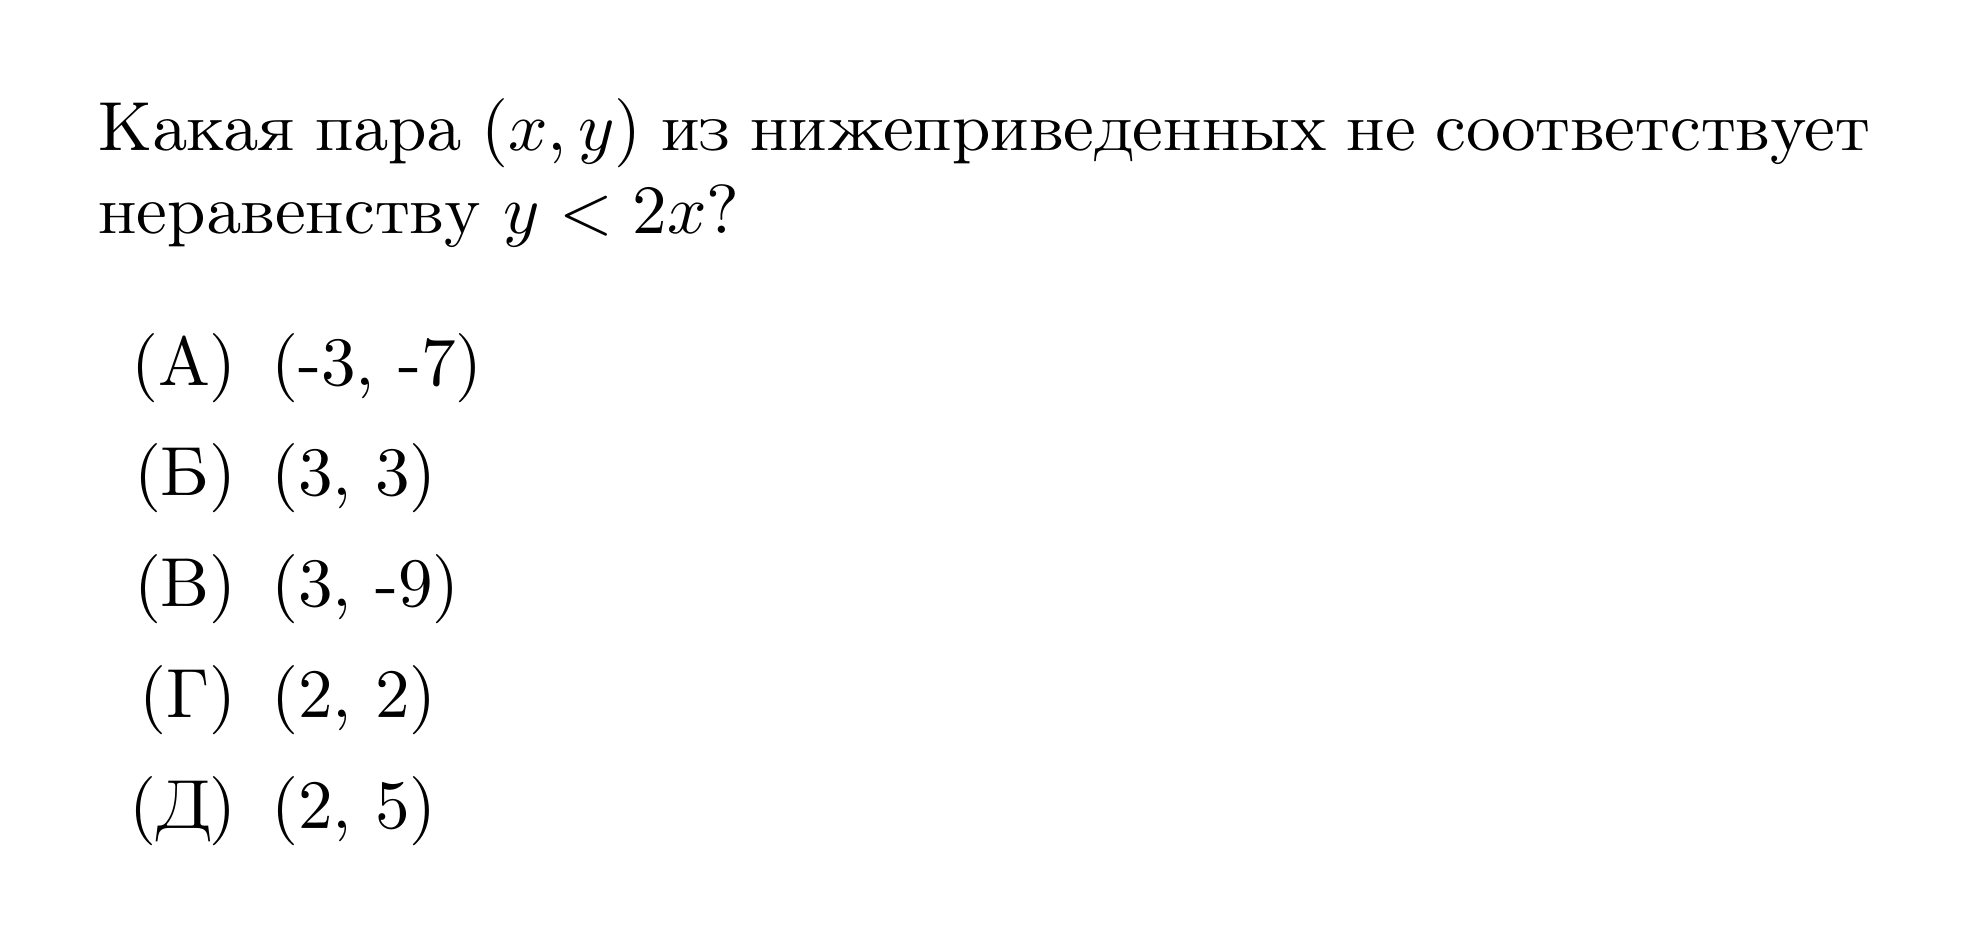 Какая пара (x, y) из нижеприведенных не соответствует
неравенству y < 2x?
(А) (-3, -7)
(Б) (3, 3)
(В) (3, -9)
(Г) (2, 2)
(Д) (2, 5)